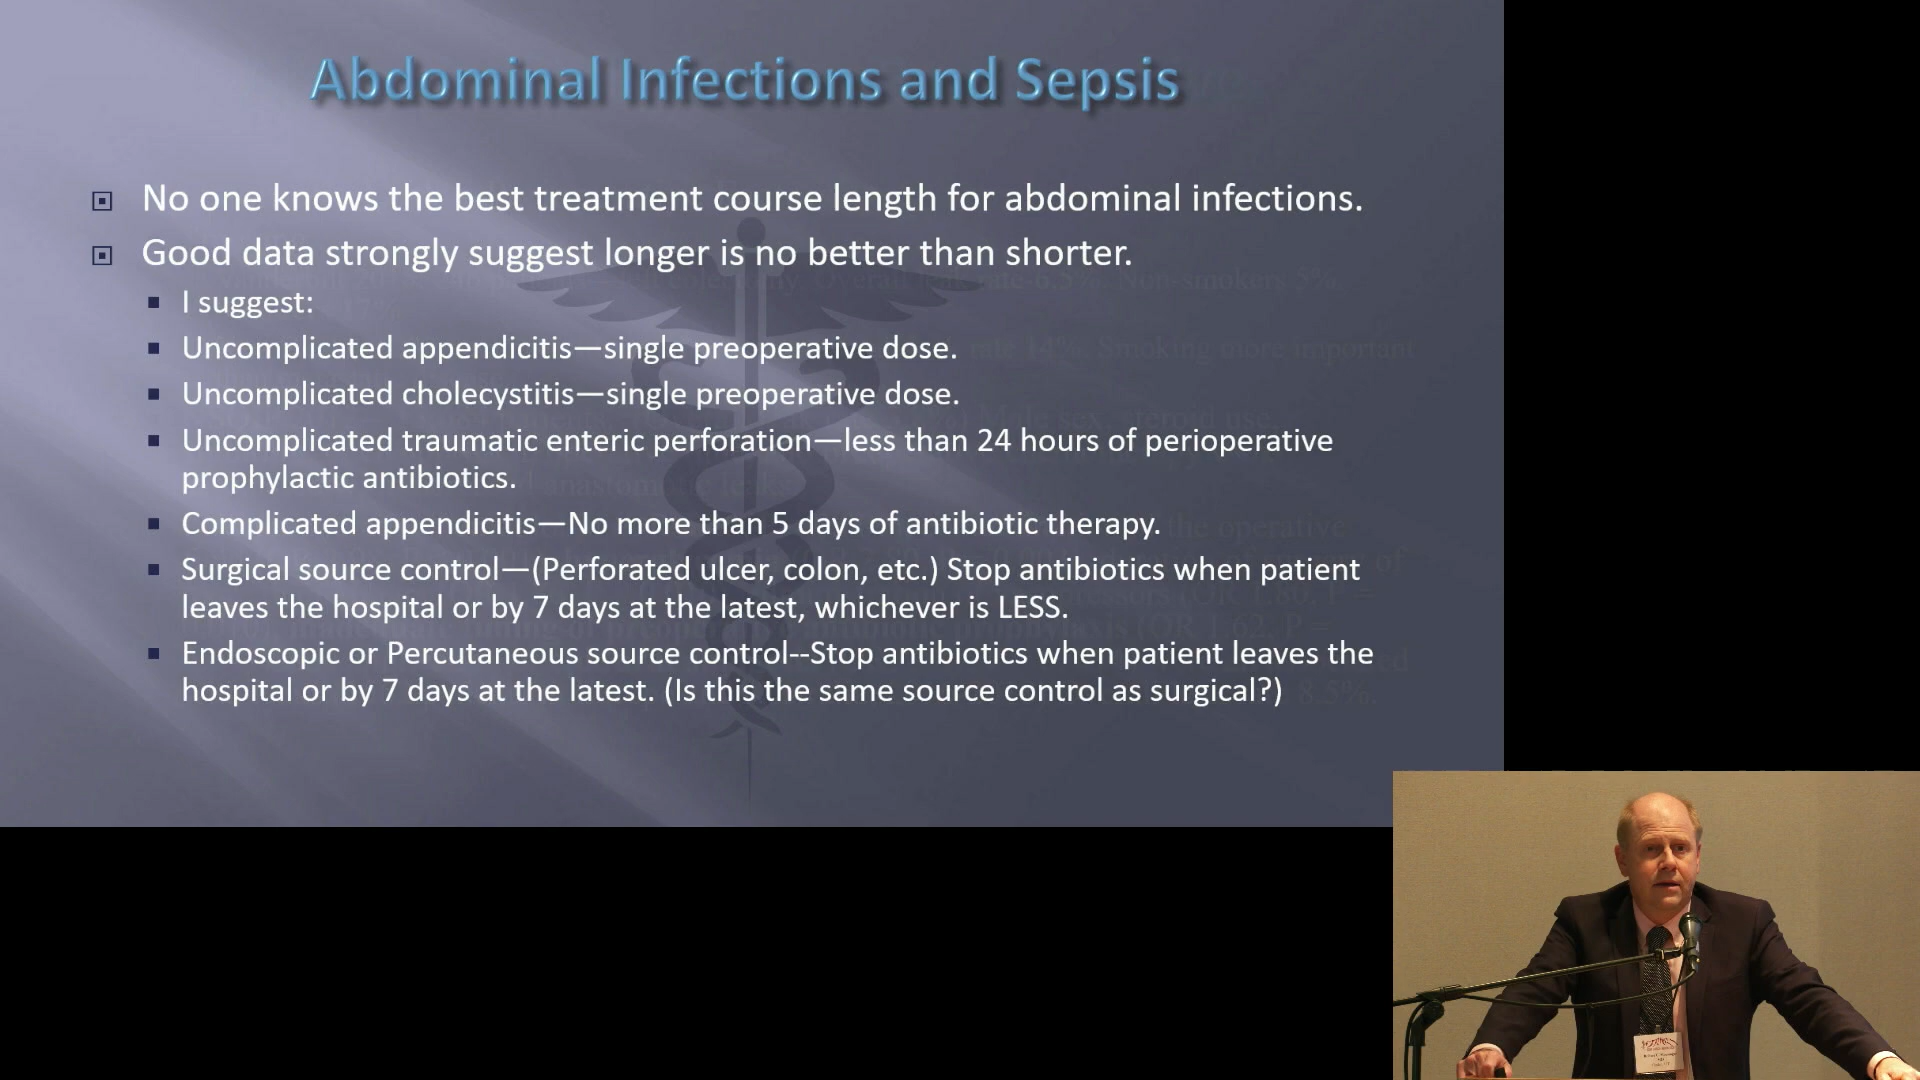 Abdominal Infections and Sepsis
No one knows the best treatment course length for abdominal infections.
Good data strongly suggest longer is no better than shorter.
I suggest:
Uncomplicated appendicitis—single preoperative dose.
Uncomplicated cholecystitis—single preoperative dose.
Uncomplicated traumatic enteric perforation—less than 24 hours of perioperative
prophylactic antibiotics.
Complicated appendicitis—No more than 5 days of antibiotic therapy.
Surgical source control—(Perforated ulcer, colon, etc.) Stop antibiotics when patient
leaves the hospital or by 7 days at the latest, whichever is LESS.
Endoscopic or Percutaneous source control--Stop antibiotics when patient leaves the
hospital or by 7 days at the latest. (Is this the same source control as surgical?)